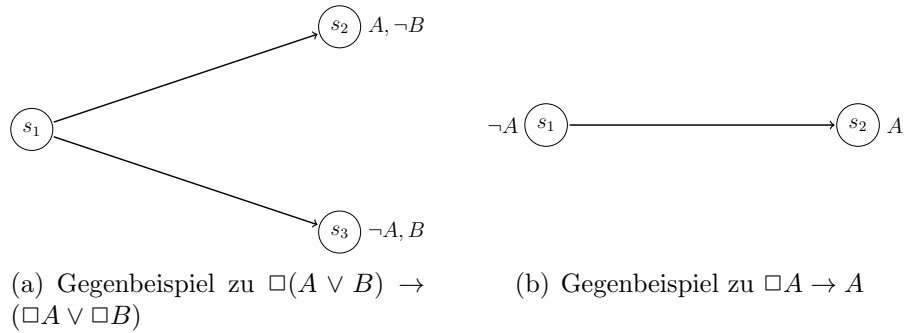 s₂ A, ¬B
s₁
s₃ ¬A, B
(a) Gegenbeispiel zu □(A ∨ B) →
(□A ∨ □B)
¬A s₁ s₂ A
(b) Gegenbeispiel zu □A → A